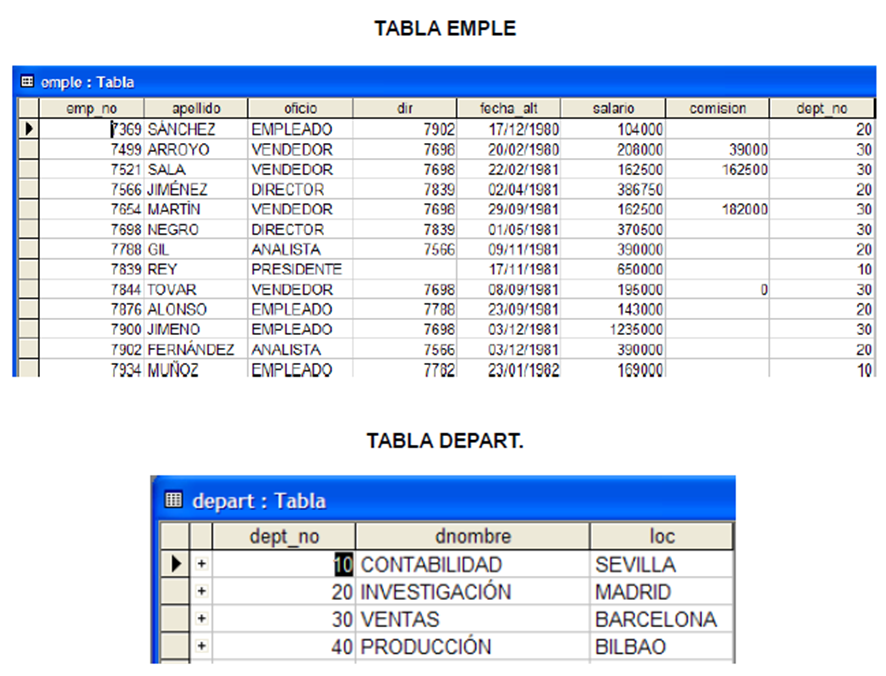 TABLA EMPLE
emple : Tabla
emp_no apellido oficio dir fecha_alt salario comision dept_no
7369 SÁNCHEZ EMPLEADO 7902 17/12/1980 104000 20
7499 ARROYO VENDEDOR 7698 20/02/1980 208000 39000 30
7521 SALA VENDEDOR 7698 22/02/1981 162500 162500 30
7566 JIMÉNEZ DIRECTOR 7839 02/04/1981 386750 20
7654 MARTÍN VENDEDOR 7698 29/09/1981 162500 182000 30
7698 NEGRO DIRECTOR 7839 01/05/1981 370500 30
7788 GIL ANALISTA 7566 09/11/1981 390000 20
7839 REY PRESIDENTE 17/11/1981 650000 10
7844 TOVAR VENDEDOR 7698 08/09/1981 195000 0 30
7876 ALONSO EMPLEADO 7788 23/09/1981 143000 20
7900 JIMENO EMPLEADO 7698 03/12/1981 1235000 30
7902 FERNÁNDEZ ANALISTA 7566 03/12/1981 390000 20
7934 MUÑOZ EMPLEADO 7782 23/01/1982 169000 10
TABLA DEPART.
depart : Tabla
dept_no dnombre loc
+ 10 CONTABILIDAD SEVILLA
+ 20 INVESTIGACIÓN MADRID
+ 30 VENTAS BARCELONA
+ 40 PRODUCCIÓN BILBAO